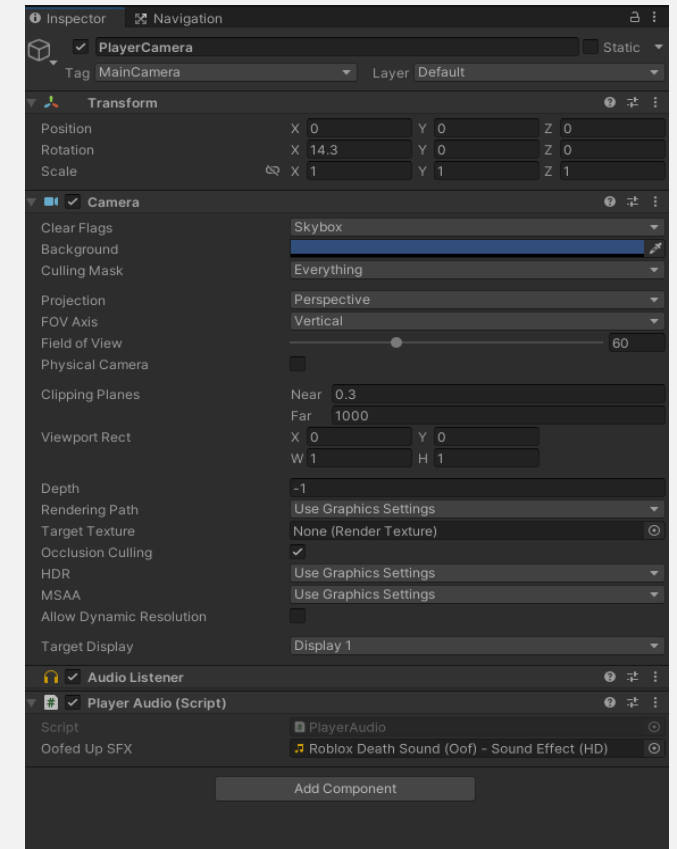 Inspector Navigation
PlayerCamera Static
Tag MainCamera Layer Default
Transform
Position X 0 Y 0 Z 0
Rotation X 14.3 Y 0 Z 0
Scale X 1 Y 1 Z 1
Camera
Clear Flags Skybox
Background
Culling Mask Everything
Projection Perspective
FOV Axis Vertical
Field of View 60
Physical Camera
Clipping Planes Near 0.3
Far 1000
Viewport Rect X 0 Y 0
W 1 H 1
Depth -1
Rendering Path Use Graphics Settings
Target Texture None (Render Texture)
Occlusion Culling
HDR Use Graphics Settings
MSAA Use Graphics Settings
Allow Dynamic Resolution
Target Display Display 1
Audio Listener
# Player Audio (Script)
Script PlayerAudio
Oofed Up SFX Roblox Death Sound (Oof) - Sound Effect (HD)
Add Component